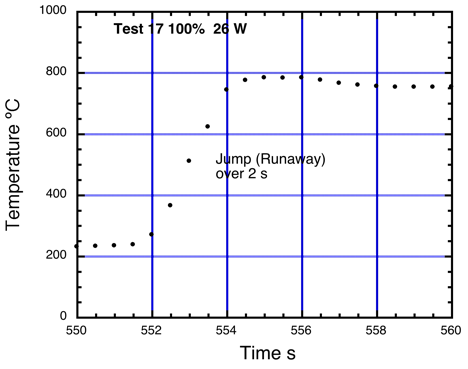 Test 17 100% 26 W
1000
800
600
400
200
0
Temperature ºC
Jump (Runaway)
over 2 s
550 552 554 556 558 560
Time s